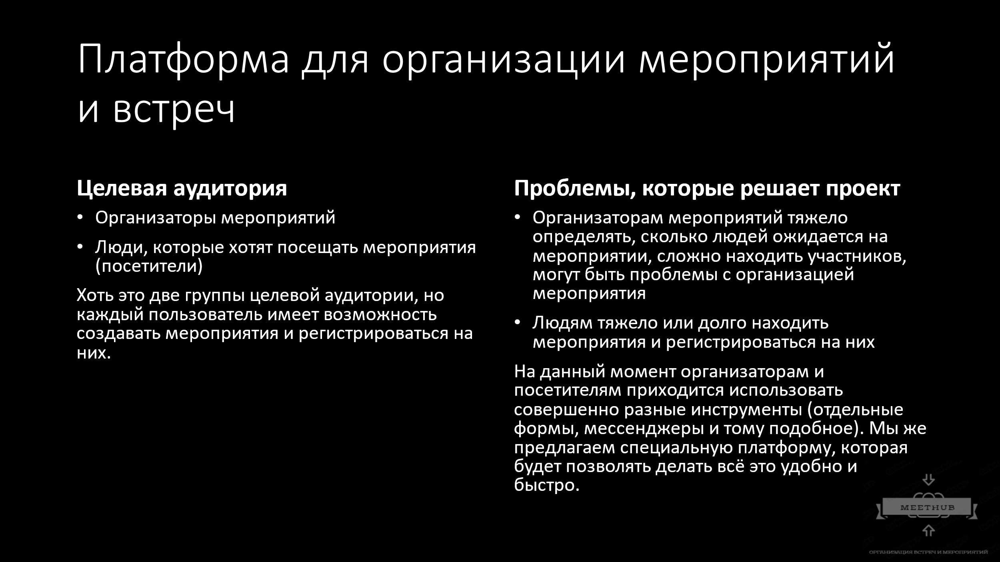 Платформа для организации мероприятий
и встреч
Целевая аудитория
• Организаторы мероприятий
• Люди, которые хотят посещать мероприятия
(посетители)
Хоть это две группы целевой аудитории, но
каждый пользователь имеет возможность
создавать мероприятия и регистрироваться на
них.
Проблемы, которые решает проект
• Организаторам мероприятий тяжело
определять, сколько людей ожидается на
мероприятии, сложно находить участников,
могут быть проблемы с организацией
мероприятия
• Людям тяжело или долго находить
мероприятия и регистрироваться на них
На данный момент организаторам и
посетителям приходится использовать
совершенно разные инструменты (отдельные
формы, мессенджеры и тому подобное). Мы же
предлагаем специальную платформу, которая
будет позволять делать всё это удобно и
быстро.
MEETHUB
ОРГАНИЗАЦИЯ ВСТРЕЧ И МЕРОПРИЯТИЙ